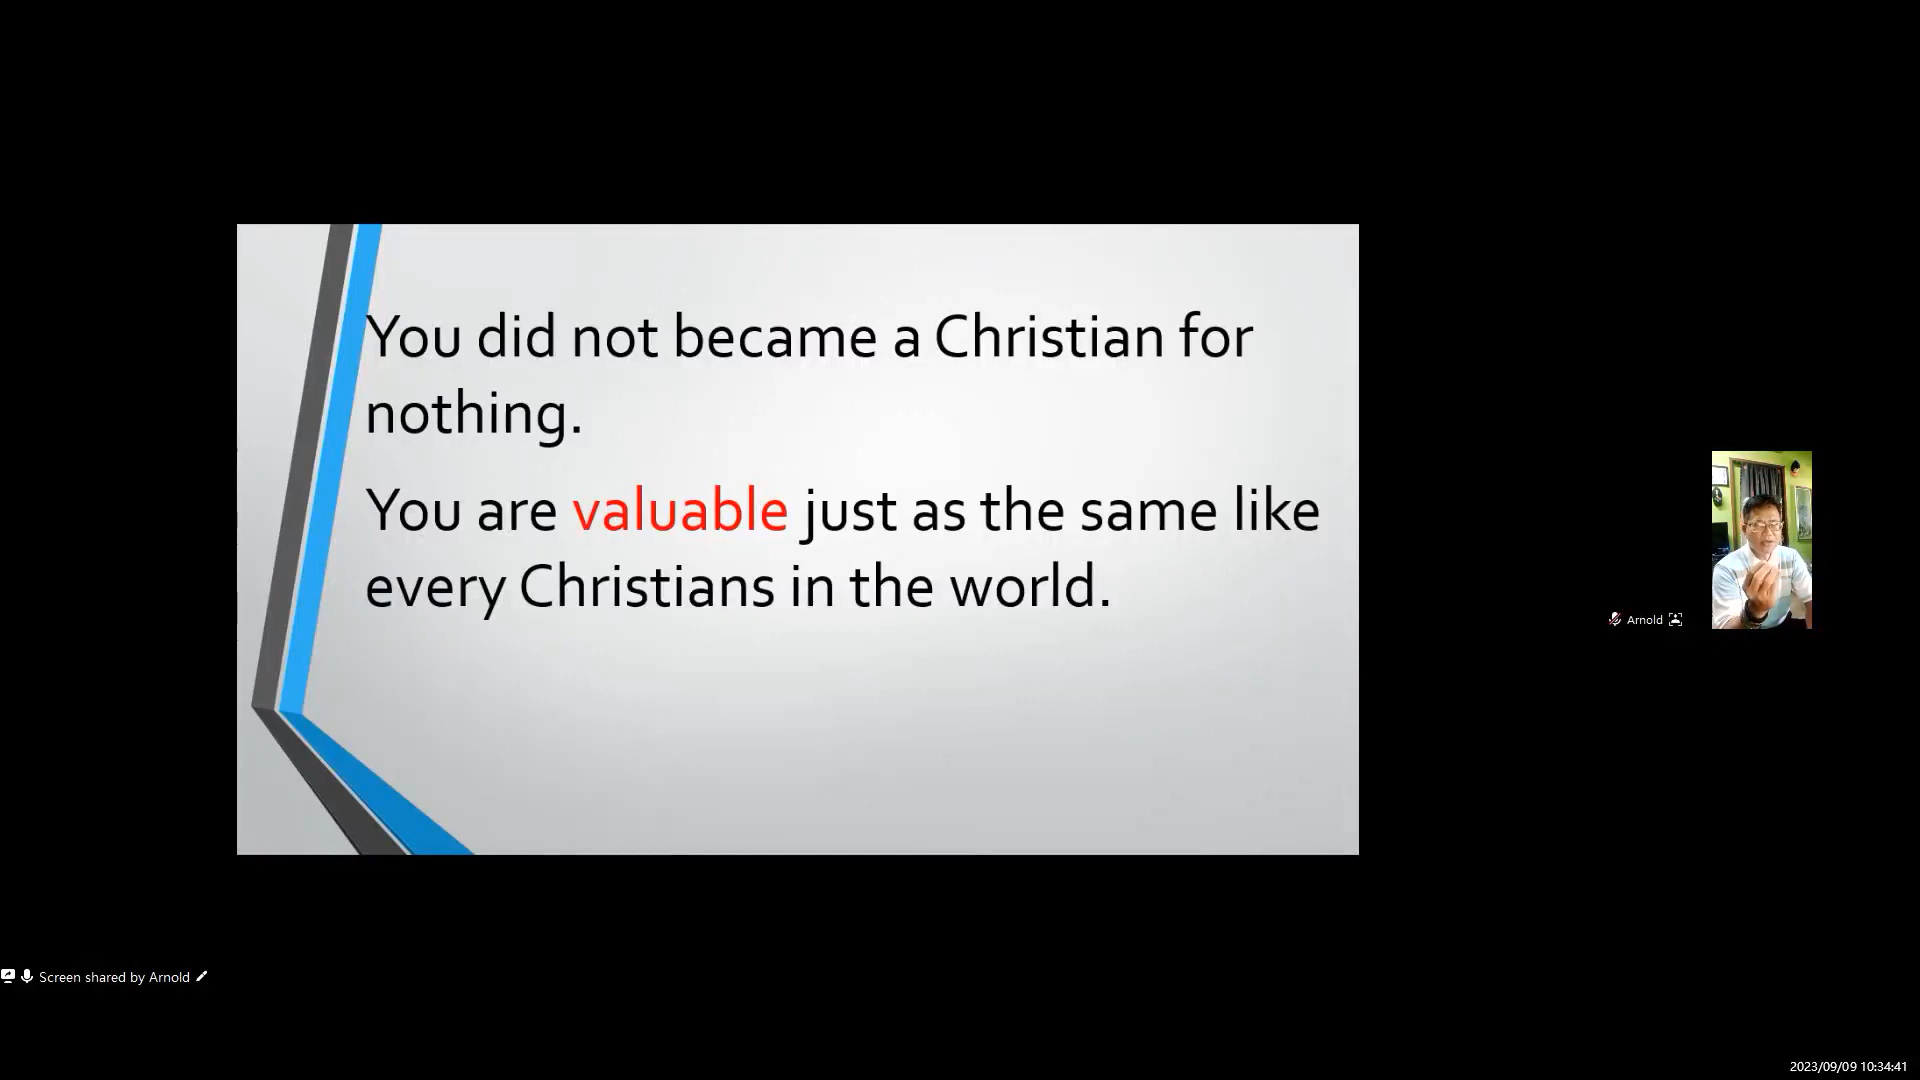 You did not became a Christian for
nothing.
You are valuable just as the same like
every Christians in the world.
Arnold
Screen shared by Arnold
2023/09/09 10:34:41